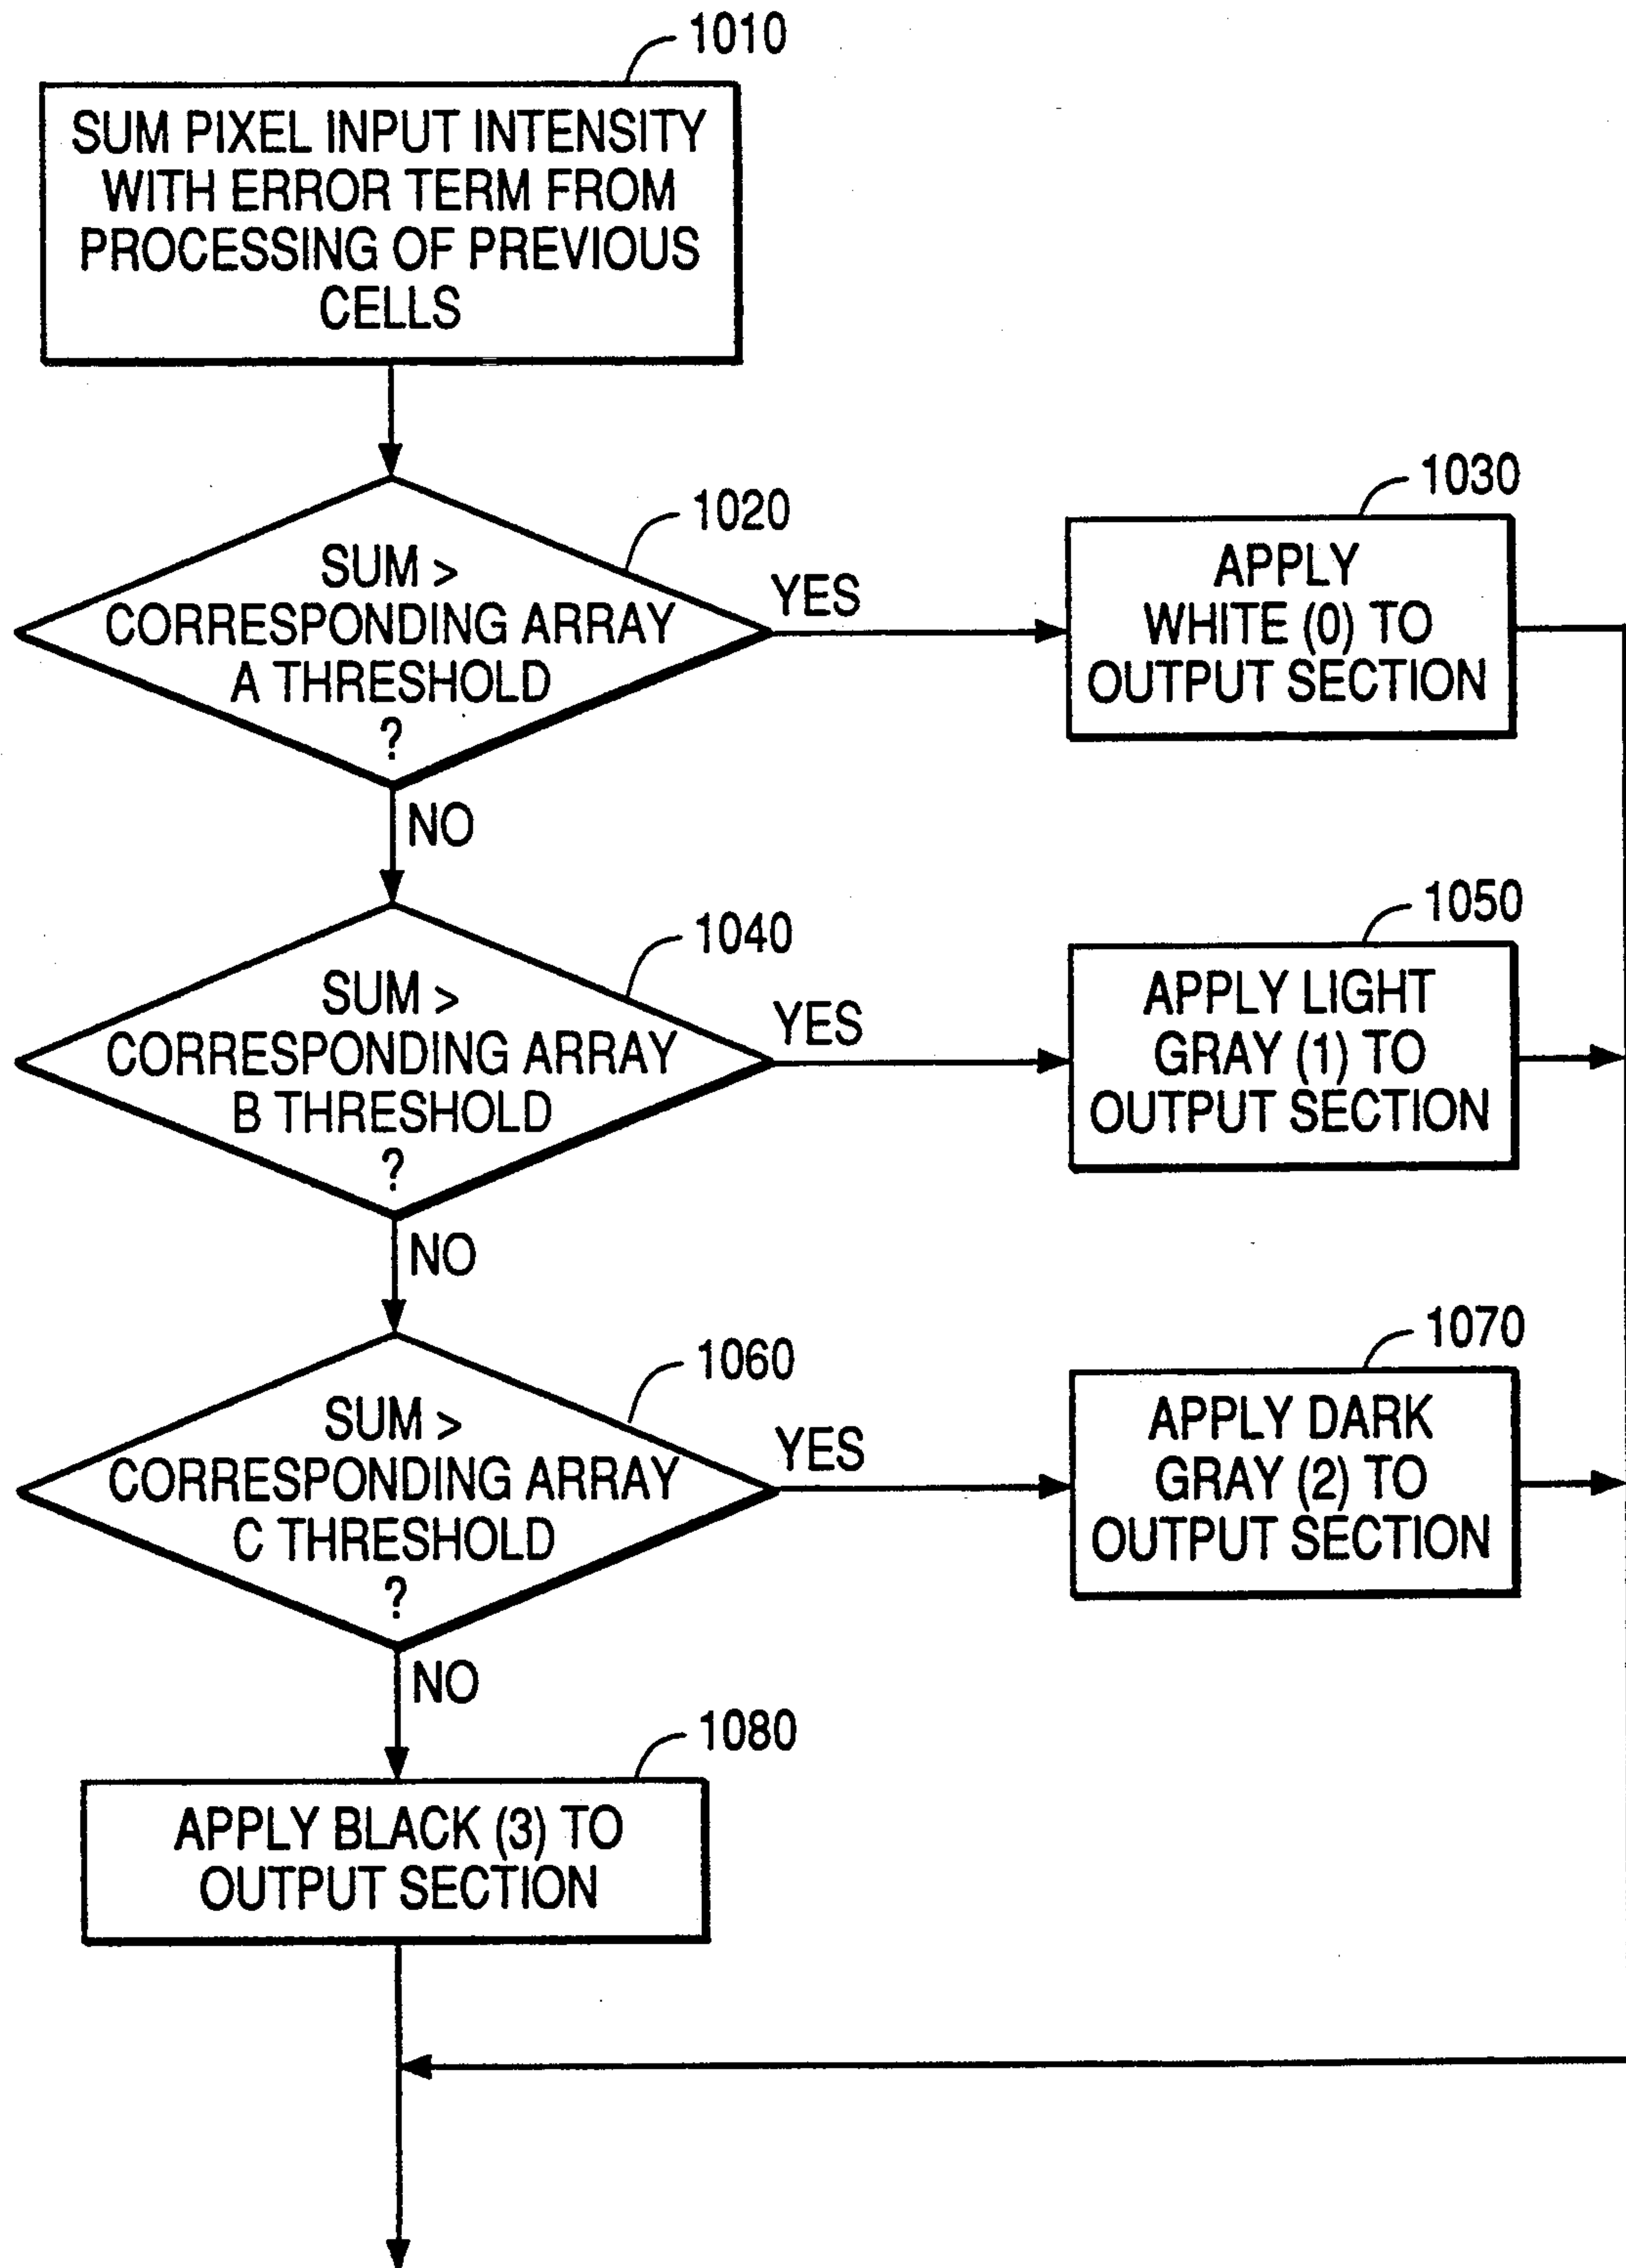 1010
SUM PIXEL INPUT INTENSITY
WITH ERROR TERM FROM
PROCESSING OF PREVIOUS
CELLS
1020
SUM >
CORRESPONDING ARRAY
A THRESHOLD
?
YES
NO
1030
APPLY
WHITE (0) TO
OUTPUT SECTION
1040
SUM >
CORRESPONDING ARRAY
B THRESHOLD
?
YES
NO
1050
APPLY LIGHT
GRAY (1) TO
OUTPUT SECTION
1060
SUM >
CORRESPONDING ARRAY
C THRESHOLD
?
YES
NO
1070
APPLY DARK
GRAY (2) TO
OUTPUT SECTION
1080
APPLY BLACK (3) TO
OUTPUT SECTION